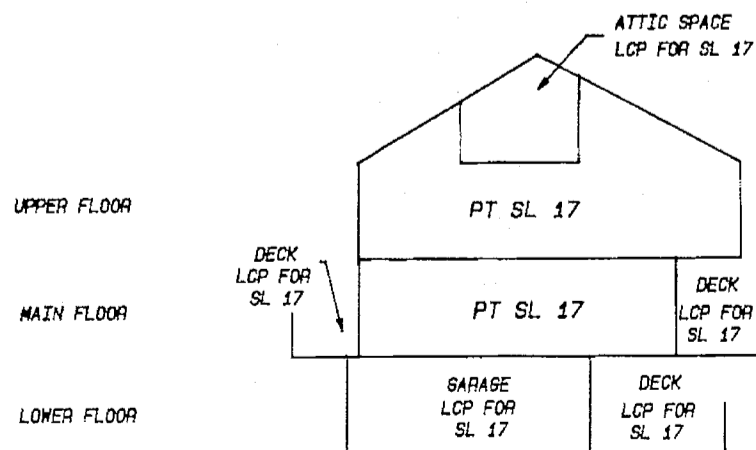 ATTIC SPACE
LCP FOR SL 17
UPPER FLOOR
PT SL 17
DECK
LCP FOR
SL 17
MAIN FLOOR
PT SL 17
DECK
LCP FOR
SL 17
LOWER FLOOR
GARAGE
LCP FOR
SL 17
DECK
LCP FOR
SL 17